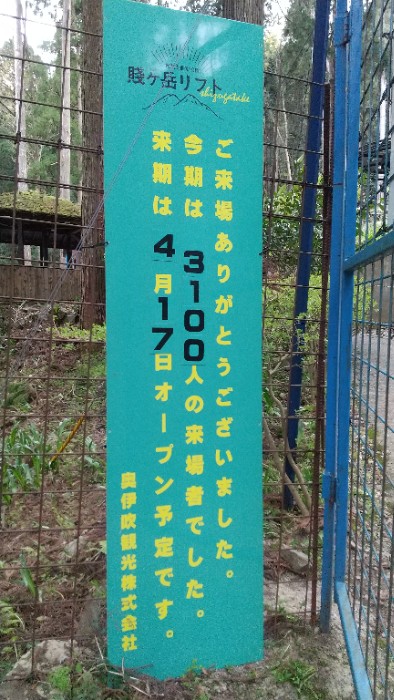 賤ヶ岳リフト
shizugatake
ご来場ありがとうございました。
今期は3100人の来場者でした。
来期は4月17日オープン予定です。
奥伊吹観光株式会社